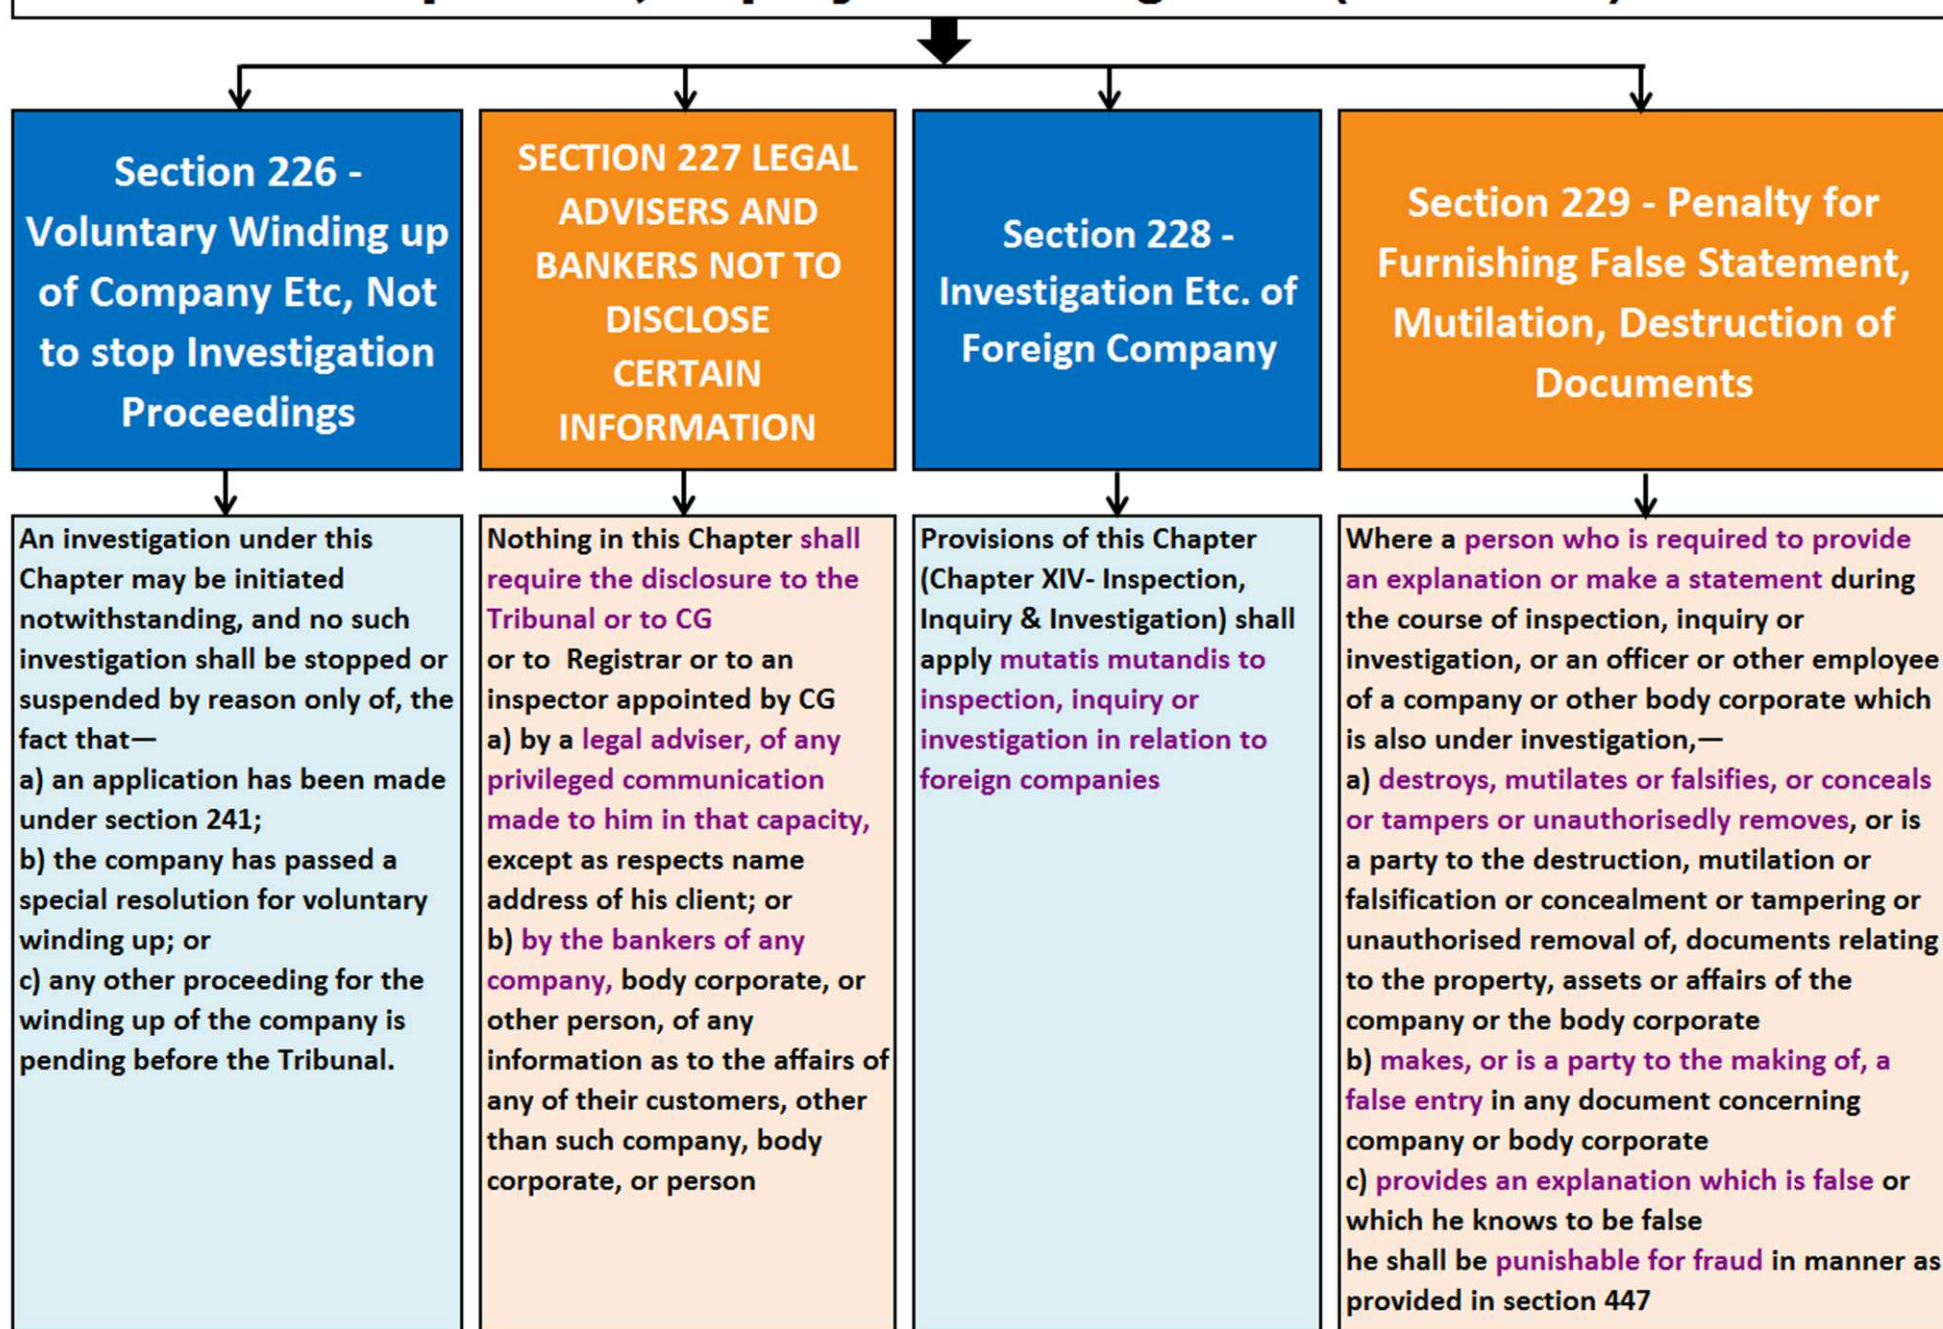 Section 226 -
Voluntary Winding up
of Company Etc, Not
to stop Investigation
Proceedings
SECTION 227 LEGAL
ADVISERS AND
BANKERS NOT TO
DISCLOSE
CERTAIN
INFORMATION
Section 228 -
Investigation Etc. of
Foreign Company
Section 229 - Penalty for
Furnishing False Statement,
Mutilation, Destruction of
Documents
An investigation under this
Chapter may be initiated
notwithstanding, and no such
investigation shall be stopped or
suspended by reason only of, the
fact that—
a) an application has been made
under section 241;
b) the company has passed a
special resolution for voluntary
winding up; or
c) any other proceeding for the
winding up of the company is
pending before the Tribunal.
Nothing in this Chapter shall
require the disclosure to the
Tribunal or to CG
or to Registrar or to an
inspector appointed by CG
a) by a legal adviser, of any
privileged communication
made to him in that capacity,
except as respects name
address of his client; or
b) by the bankers of any
company, body corporate, or
other person, of any
information as to the affairs of
any of their customers, other
than such company, body
corporate, or person
Provisions of this Chapter
(Chapter XIV- Inspection,
Inquiry & Investigation) shall
apply mutatis mutandis to
inspection, inquiry or
investigation in relation to
foreign companies
Where a person who is required to provide
an explanation or make a statement during
the course of inspection, inquiry or
investigation, or an officer or other employee
of a company or other body corporate which
is also under investigation,—
a) destroys, mutilates or falsifies, or conceals
or tampers or unauthorisedly removes, or is
a party to the destruction, mutilation or
falsification or concealment or tampering or
unauthorised removal of, documents relating
to the property, assets or affairs of the
company or the body corporate
b) makes, or is a party to the making of, a
false entry in any document concerning
company or body corporate
c) provides an explanation which is false or
which he knows to be false
he shall be punishable for fraud in manner as
provided in section 447